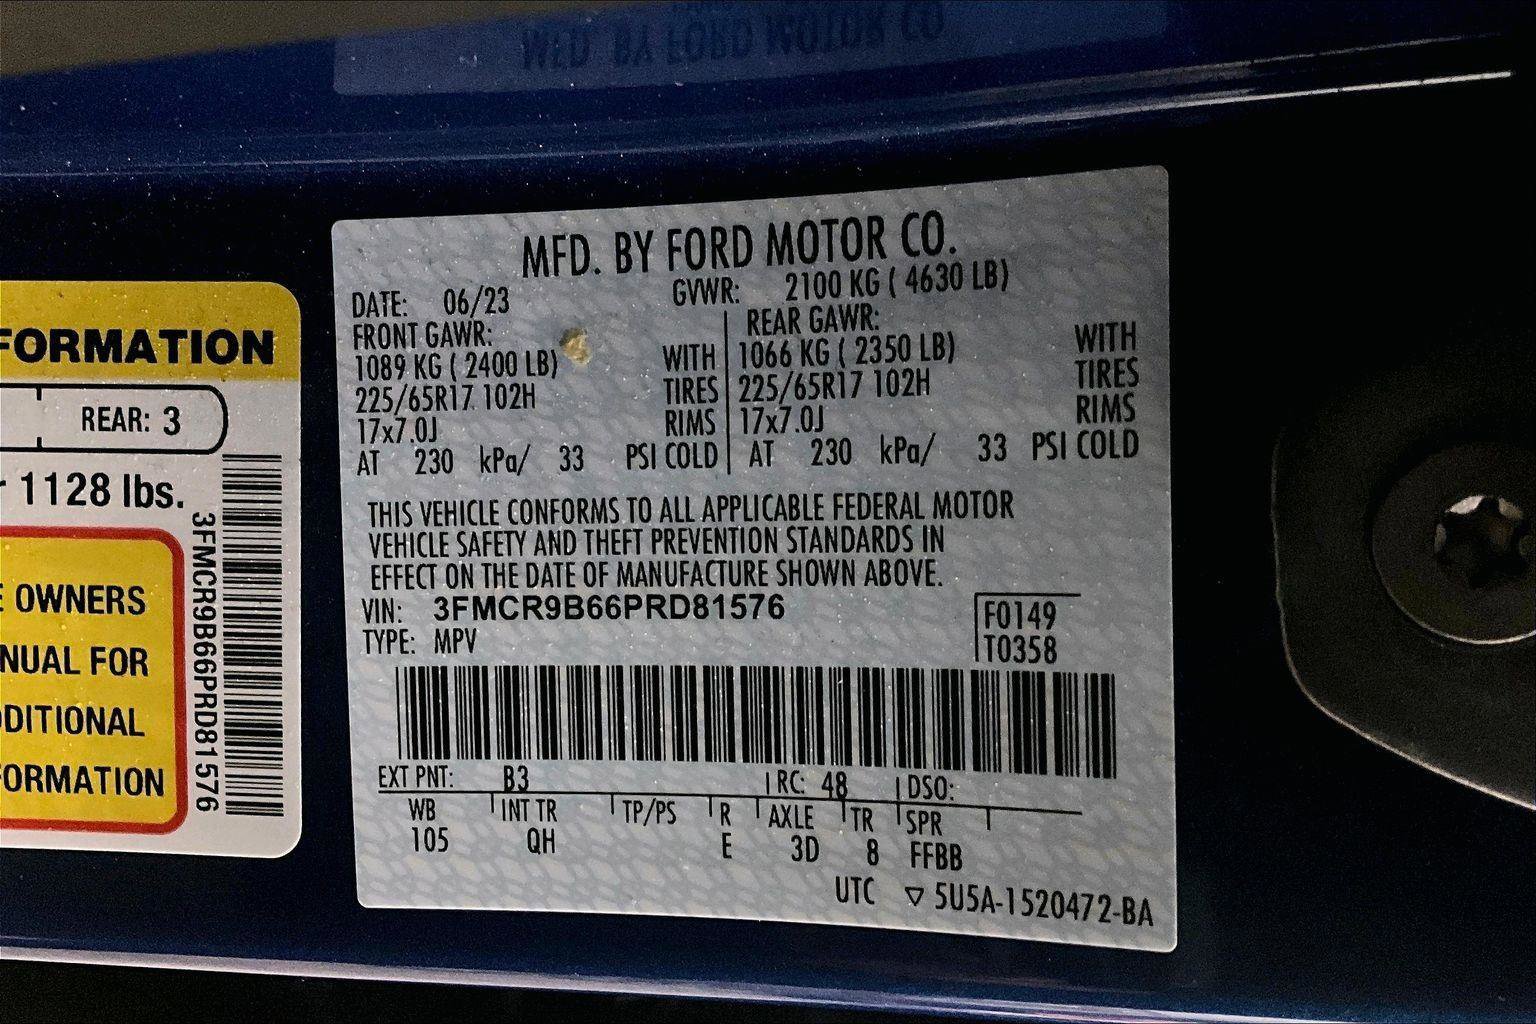 MFD. BY FORD MOTOR CO.
DATE: 06/23 GVWR: 2100 KG ( 4630 LB)
FRONT GAWR: REAR GAWR:
1089 KG ( 2400 LB) WITH 1066 KG ( 2350 LB) WITH
225/65R17 102H TIRES 225/65R17 102H TIRES
17x7.0J RIMS 17x7.0J RIMS
AT 230 kPa/ 33 PSI COLD AT 230 kPa/ 33 PSI COLD
THIS VEHICLE CONFORMS TO ALL APPLICABLE FEDERAL MOTOR
VEHICLE SAFETY AND THEFT PREVENTION STANDARDS IN
EFFECT ON THE DATE OF MANUFACTURE SHOWN ABOVE.
VIN: 3FMCR9B66PRD81576 F0149
TYPE: MPV T0358
EXT PNT: B3 RC: 48 DSO:
WB INT TR TP/PS R AXLE TR SPR
105 QH E 3D 8 FFBB
UTC ▽ 5U5A-1520472-BA
FORMATION
REAR: 3
1128 lbs.
3FMCR9B66PRD81576
OWNERS
NUAL FOR
DITIONAL
FORMATION